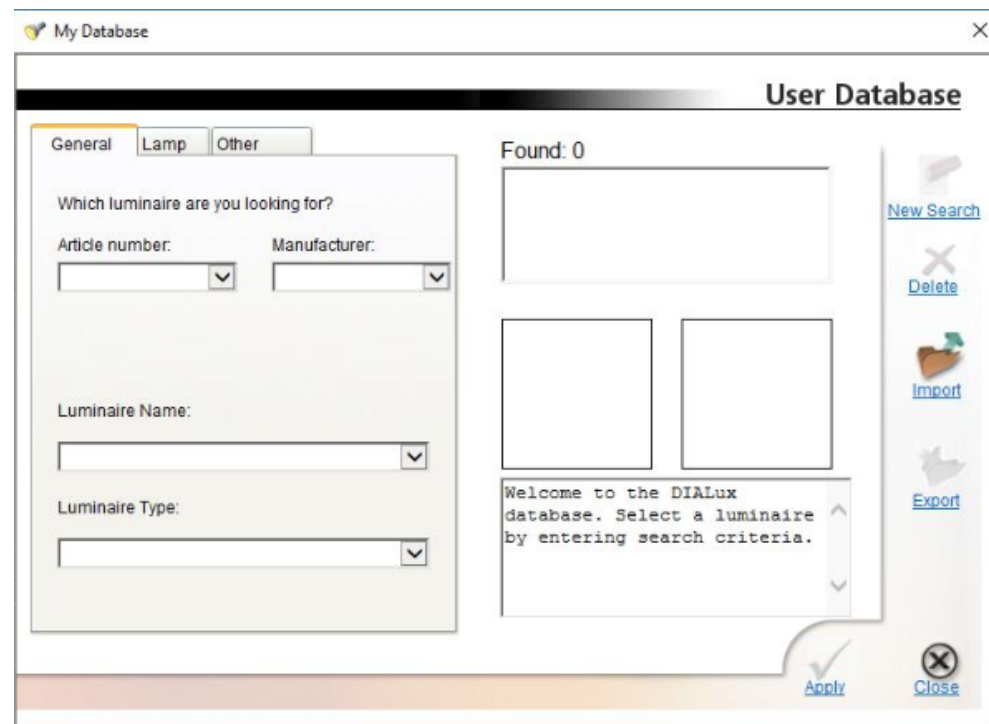 My Database
User Database
General
Lamp
Other
Which luminaire are you looking for?
Article number:
Manufacturer:
Luminaire Name:
Luminaire Type:
Found: 0
Welcome to the DIALux
database. Select a luminaire
by entering search criteria.
New Search
Delete
Import
Export
Apply
Close